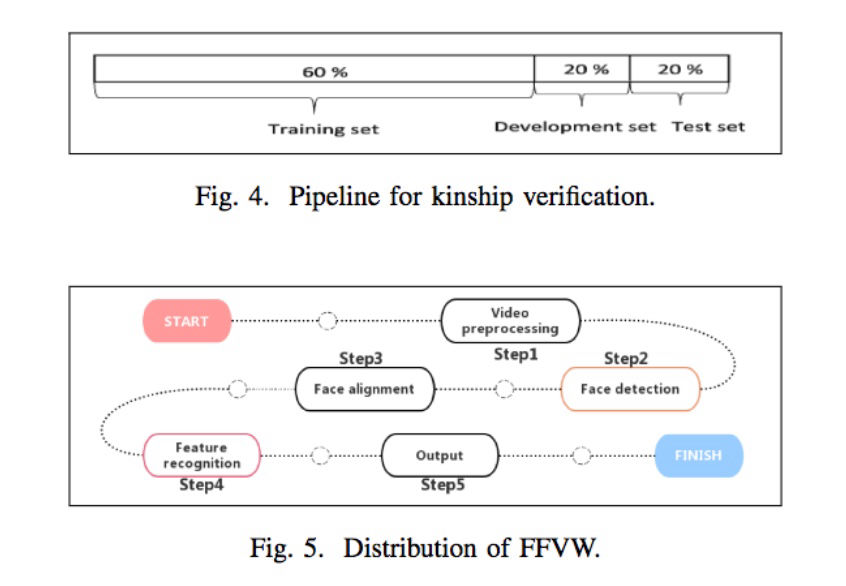 60 % 20 % 20 %
Training set Development set Test set
Fig. 4. Pipeline for kinship verification.
START Video
preprocessing
Step1
Step3 Step2
Face alignment Face detection
Feature
recognition Output FINISH
Step4 Step5
Fig. 5. Distribution of FFVW.